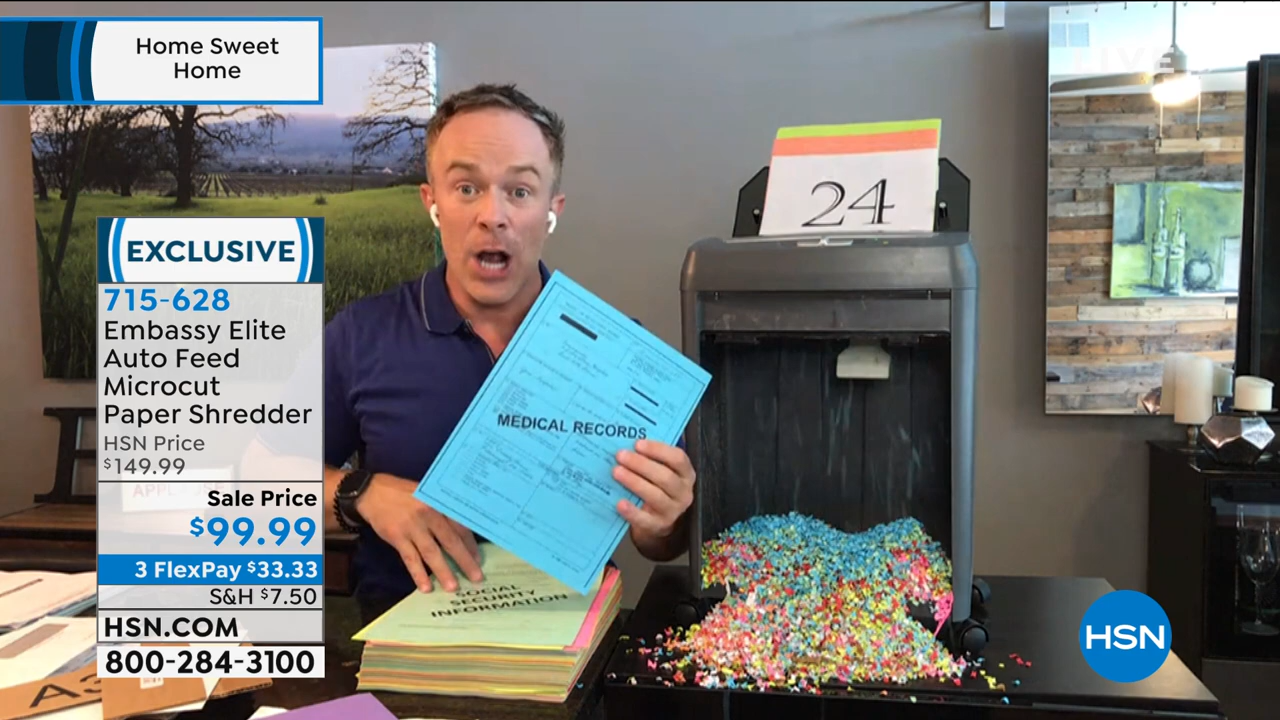 Home Sweet
Home
LIVE
EXCLUSIVE
715-628
Embassy Elite
Auto Feed
Microcut
Paper Shredder
HSN Price
$149.99
Sale Price
$99.99
3 FlexPay $33.33
S&H $7.50
HSN.COM
800-284-3100
24
MEDICAL RECORDS
SOCIAL
SECURITY
INFORMATION
HSN